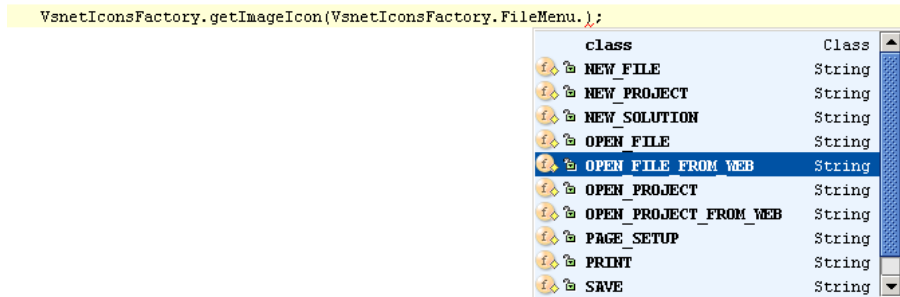 VsnetIconsFactory.getImageIcon(VsnetIconsFactory.FileMenu.);
class Class
NEW_FILE String
NEW_PROJECT String
NEW_SOLUTION String
OPEN_FILE String
OPEN_FILE_FROM_WEB String
OPEN_PROJECT String
OPEN_PROJECT_FROM_WEB String
PAGE_SETUP String
PRINT String
SAVE String